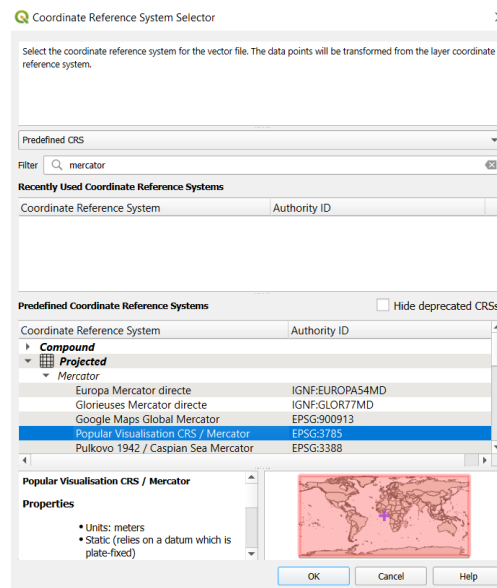 Coordinate Reference System Selector
Select the coordinate reference system for the vector file. The data points will be transformed from the layer coordinate
reference system.
Predefined CRS
Filter mercator
Recently Used Coordinate Reference Systems
Coordinate Reference System Authority ID
Predefined Coordinate Reference Systems Hide deprecated CRSs
Coordinate Reference System Authority ID
Compound
Projected
Mercator
Europa Mercator directe IGNF:EUROPA54MD
Glorieuses Mercator directe IGNF:GLOR77MD
Google Maps Global Mercator EPSG:900913
Popular Visualisation CRS / Mercator EPSG:3785
Pulkovo 1942 / Caspian Sea Mercator EPSG:3388
Popular Visualisation CRS / Mercator
Properties
• Units: meters
• Static (relies on a datum which is
plate-fixed)
OK Cancel Help